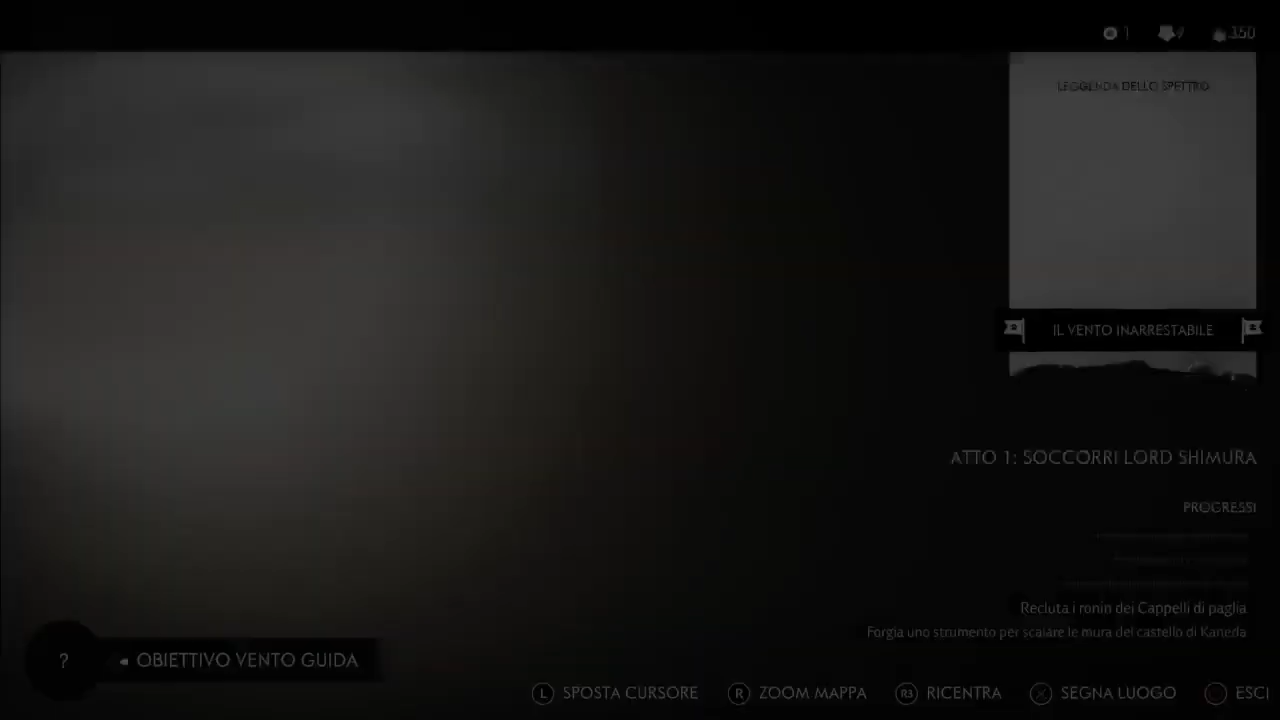 1
350
LEGGENDA DELLO SPETTRO
IL VENTO INARRESTABILE
ATTO 1: SOCCORRI LORD SHIMURA
PROGRESSI
Recluta i ronin dei Cappelli di paglia
Forgia uno strumento per scalare le mura del castello di Kaneda
? OBIETTIVO VENTO GUIDA
L SPOSTA CURSORE R ZOOM MAPPA R3 RICENTRA SEGNA LUOGO ESCI